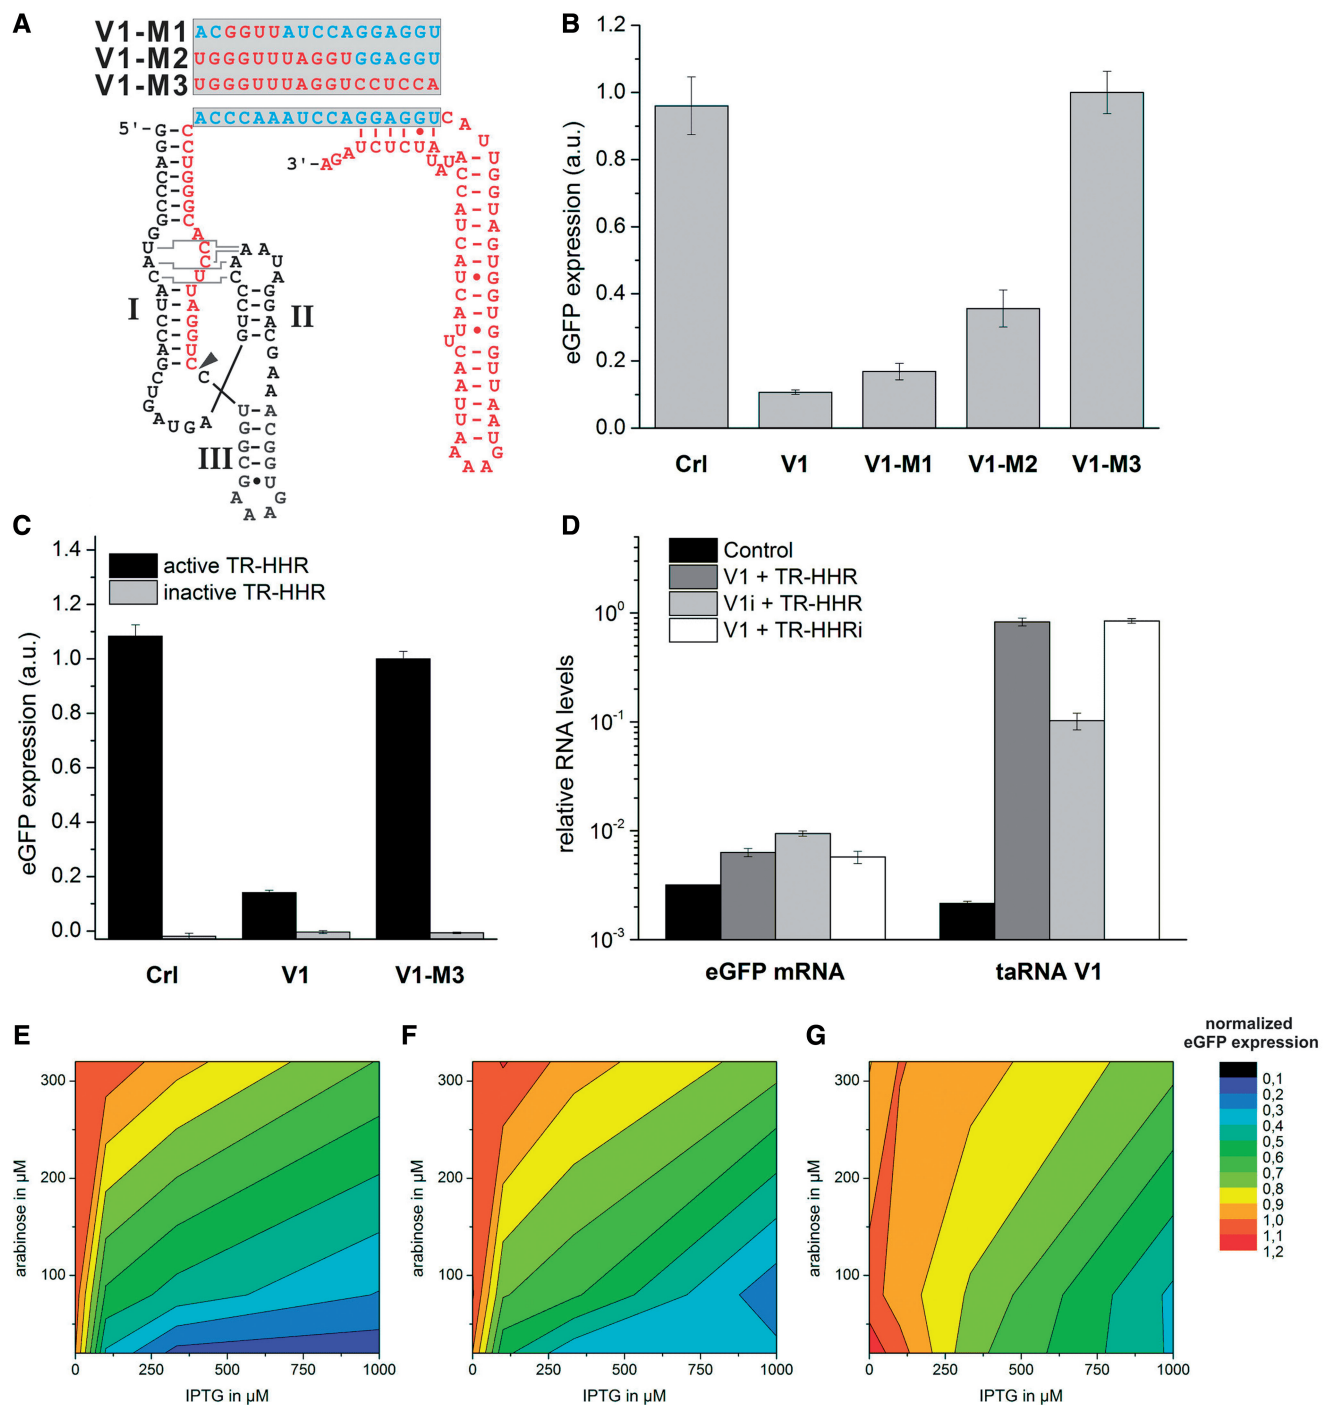 A
V1-M1 ACGGUUAUCCAGGAGGU
V1-M2 UGGGUUUAGGUGGAGGU
V1-M3 UGGGUUUAGGUCCUCCA
ACCCAAAUCCAGGAGGU
5'-
3'-
I
II
III
B
eGFP expression (a.u.)
1.2
1.0
0.8
0.6
0.4
0.2
0.0
Crl V1 V1-M1 V1-M2 V1-M3
C
eGFP expression (a.u.)
1.4
1.2
1.0
0.8
0.6
0.4
0.2
0.0
active TR-HHR
inactive TR-HHR
Crl V1 V1-M3
D
relative RNA levels
10⁰
10⁻¹
10⁻²
10⁻³
Control
V1 + TR-HHR
V1i + TR-HHR
V1 + TR-HHRi
eGFP mRNA taRNA V1
E
arabinose in µM
300
200
100
0 250 500 750 1000
IPTG in µM
F
arabinose in µM
300
200
100
0 250 500 750 1000
IPTG in µM
G
arabinose in µM
300
200
100
0 250 500 750 1000
IPTG in µM
normalized
eGFP expression
0,1
0,2
0,3
0,4
0,5
0,6
0,7
0,8
0,9
1,0
1,1
1,2